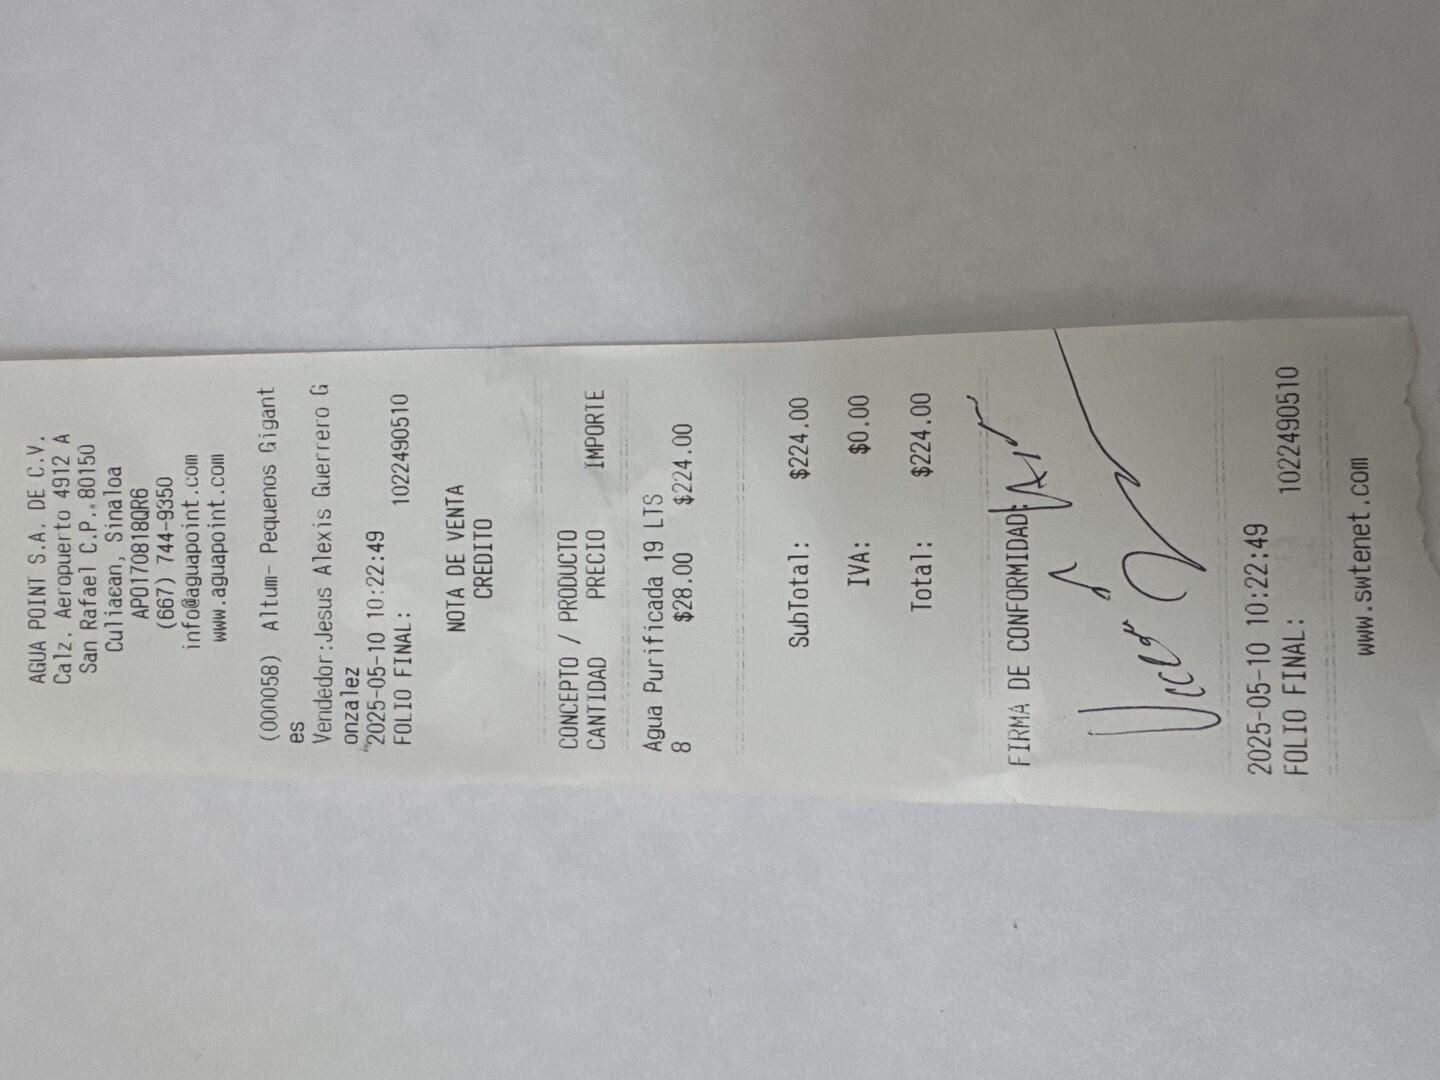 AGUA POINT S.A. DE C.V.
Calz. Aeropuerto 4912 A
San Rafael C.P..80150
Culiacan, Sinaloa
APO170818QR6
(667) 744-9350
info@aguapoint.com
www.aguapoint.com
(000058) Altum- Pequenos Gigant
es
Vendedor:Jesus Alexis Guerrero G
onzalez
2025-05-10 10:22:49
FOLIO FINAL: 1022490510
NOTA DE VENTA
CREDITO
CONCEPTO / PRODUCTO
CANTIDAD PRECIO IMPORTE
Agua Purificada 19 LTS
8 $28.00 $224.00
SubTotal: $224.00
IVA: $0.00
Total: $224.00
FIRMA DE CONFORMIDAD:
2025-05-10 10:22:49
FOLIO FINAL: 1022490510
www.swtenet.com